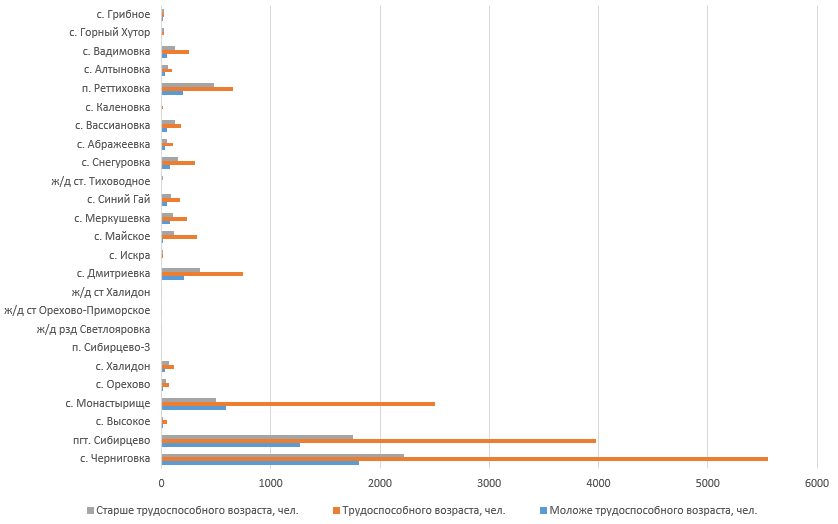 с. Грибное
с. Горный Хутор
с. Вадимовка
с. Алтыновка
п. Реттиховка
с. Каленовка
с. Вассиановка
с. Абражеевка
с. Снегуровка
ж/д ст. Тиховодное
с. Синий Гай
с. Меркушевка
с. Майское
с. Искра
с. Дмитриевка
ж/д ст Халидон
ж/д ст Орехово-Приморское
ж/д рзд Светлояровка
п. Сибирцево-3
с. Халидон
с. Орехово
с. Монастырище
с. Высокое
пгт. Сибирцево
с. Черниговка
0 1000 2000 3000 4000 5000 6000
Старше трудоспособного возраста, чел. Трудоспособного возраста, чел. Моложе трудоспособного возраста, чел.